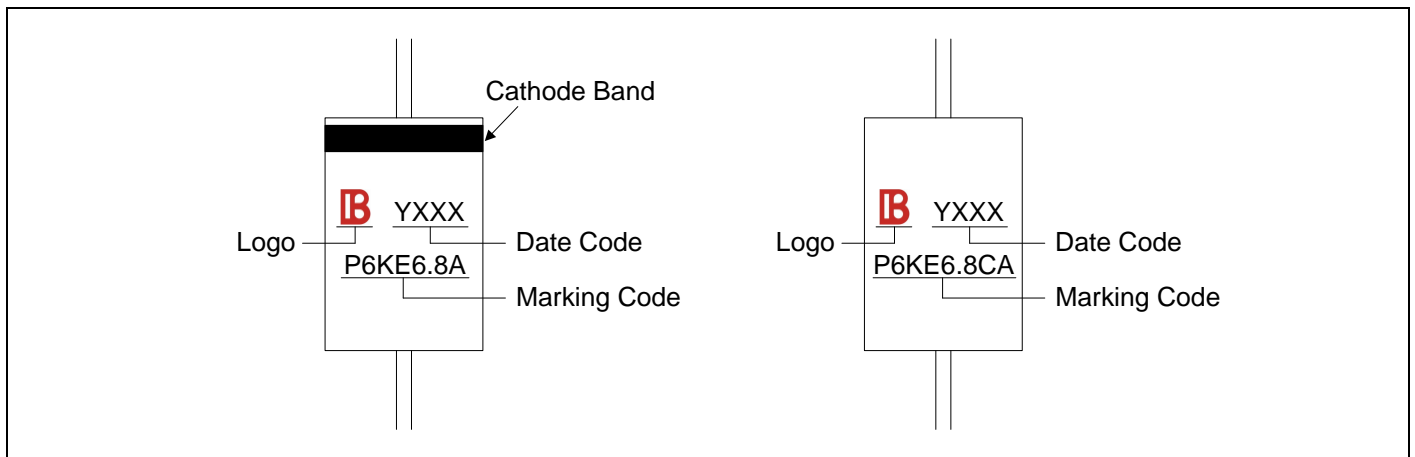 Cathode Band
B YXXX B YXXX
Logo Date Code Logo Date Code
P6KE6.8A P6KE6.8CA
Marking Code Marking Code